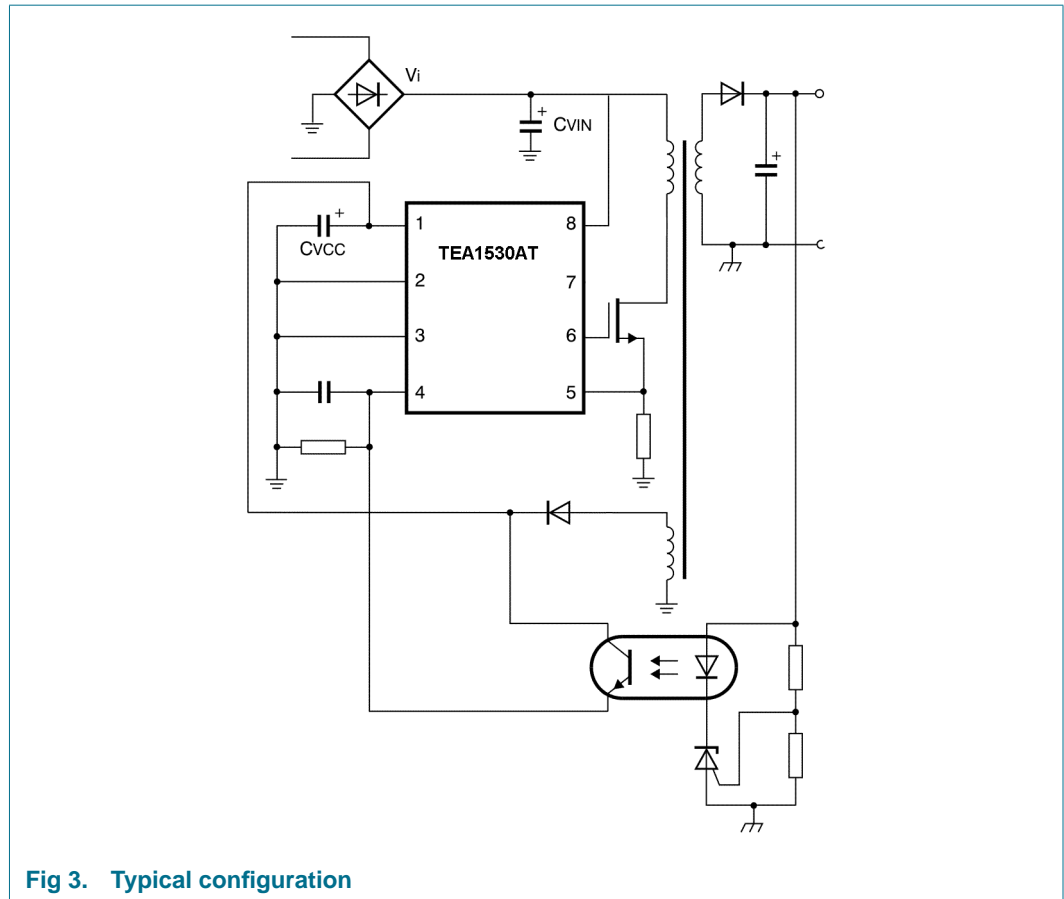 Vi
+
CVIN
+
+
CVCC
TEA1530AT
1
8
2
7
3
6
4
5
Fig 3. Typical configuration